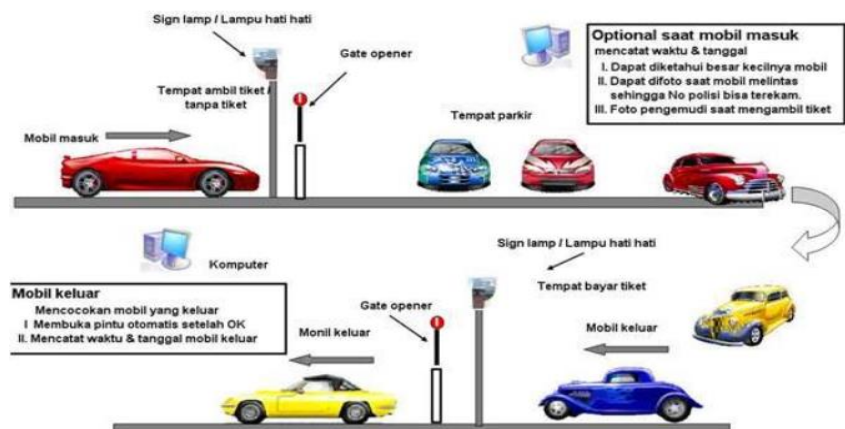 Sign lamp / Lampu hati hati
Gate opener
Tempat ambil tiket /
tanpa tiket
Mobil masuk
Tempat parkir
Optional saat mobil masuk
mencatat waktu & tanggal
I. Dapat diketahui besar kecilnya mobil
II. Dapat difoto saat mobil melintas
sehingga No polisi bisa terekam.
III. Foto pengemudi saat mengambil tiket
Komputer
Mobil keluar
Mencocokan mobil yang keluar
I Membuka pintu otomatis setelah OK
II. Mencatat waktu & tanggal mobil keluar
Monil keluar
Gate opener
Sign lamp / Lampu hati hati
Tempat bayar tiket
Mobil keluar